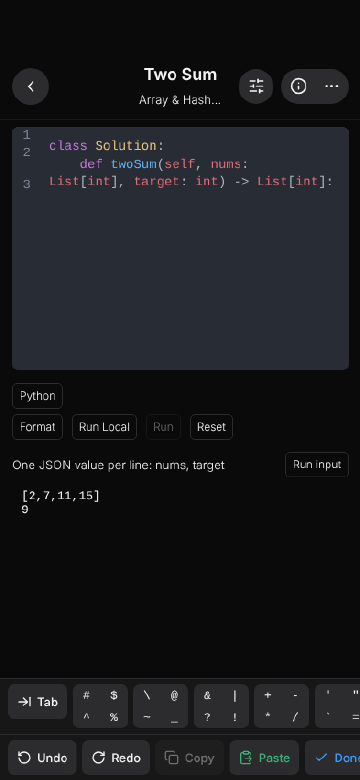 Two Sum
Array & Hash...
1
class Solution:
2
def twoSum(self, nums:
List[int], target: int) -> List[int]:
3
Python
Format Run Local Run Reset
One JSON value per line: nums, target Run input
[2,7,11,15]
9
Tab # $ \ @ & | + - ' "
^ % ~ _ ? ! * / ` =
Undo Redo Copy Paste Done